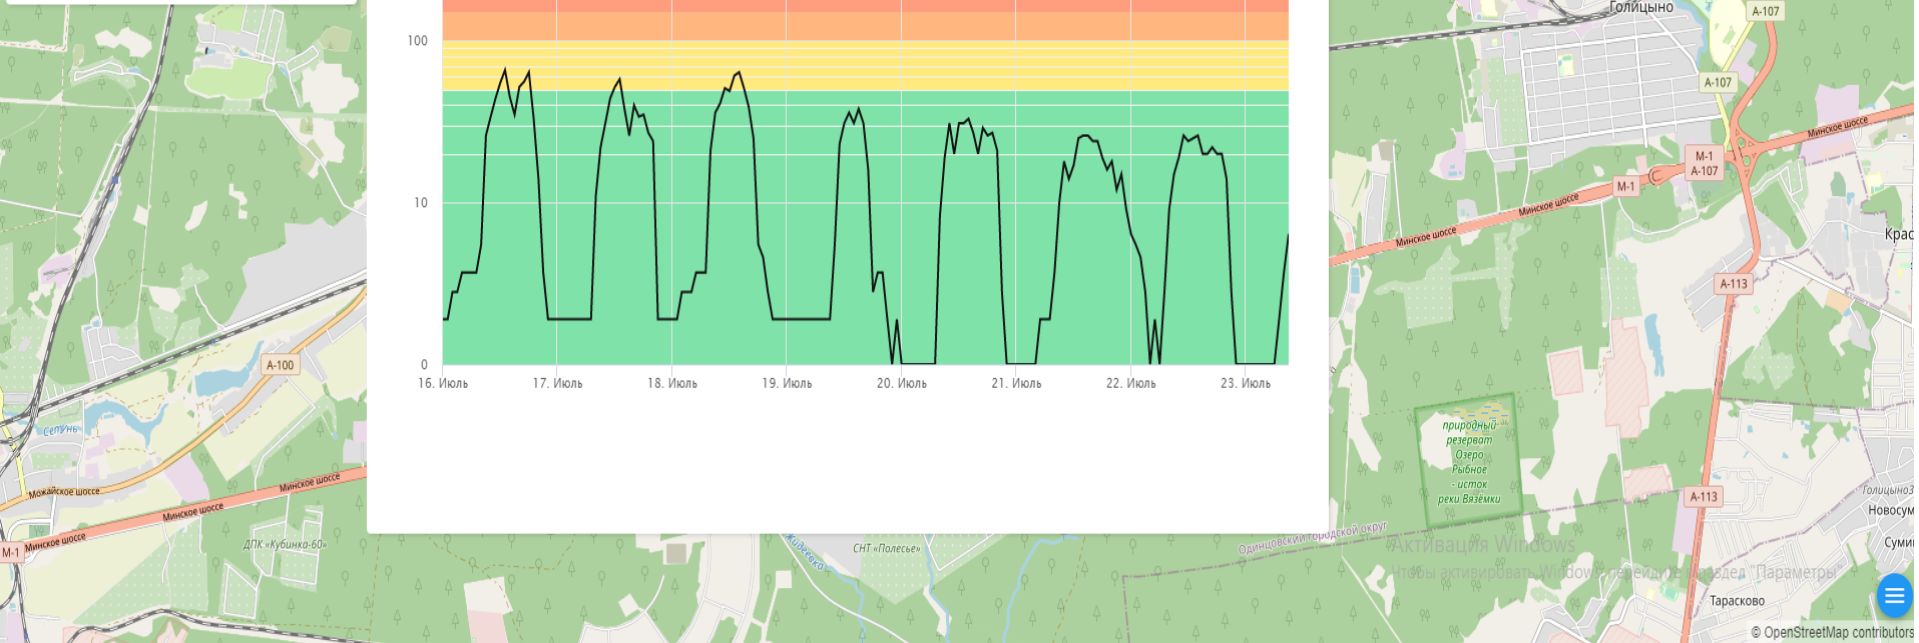 Голицыно
А-107
100
А-107
Минское шоссе
М-1
А-107
М-1
10
Минское шоссе
Крас
Минское шоссе
А-113
0
16. Июль
17. Июль
18. Июль
19. Июль
20. Июль
21. Июль
22. Июль
23. Июль
А-100
Сетунь
природный
резерват
Озеро
Рыбное
- исток
реки Вязёмки
Можайское шоссе
Минское шоссе
Минское шоссе
А-113
Голицыно3
Новосум
М-1
Минское шоссе
ДПК «Кубинка-60»
СНТ «Полесье»
Одинцовский городской округ
Активация Windows
Суми
Чтобы активировать Windows, перейдите в раздел "Параметры"
Тарасково
© OpenStreetMap contributors